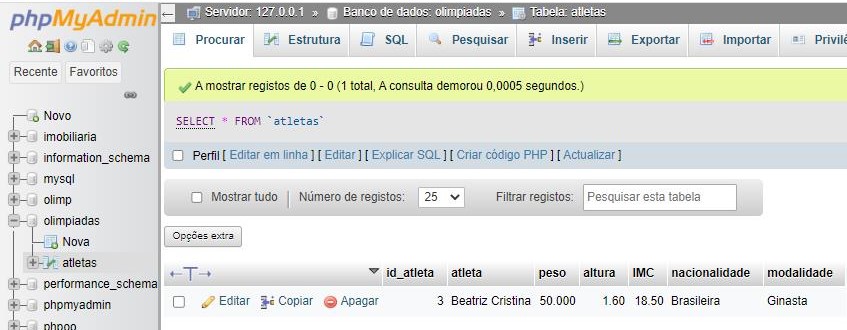 phpMyAdmin
Recente Favoritos
Novo
imobiliaria
information_schema
mysql
olimp
olimpiadas
Nova
atletas
performance_schema
phpmyadmin
phpoo
Servidor: 127.0.0.1 » Banco de dados: olimpiadas » Tabela: atletas
Procurar Estrutura SQL Pesquisar Inserir Exportar Importar Privilé
A mostrar registos de 0 - 0 (1 total, A consulta demorou 0,0005 segundos.)
SELECT * FROM `atletas`
Perfil [ Editar em linha ] [ Editar ] [ Explicar SQL ] [ Criar código PHP ] [ Actualizar ]
Mostrar tudo Número de registos: 25 Filtrar registos: Pesquisar esta tabela
Opções extra
←T→ id_atleta atleta peso altura IMC nacionalidade modalidade
Editar Copiar Apagar 3 Beatriz Cristina 50.000 1.60 18.50 Brasileira Ginasta